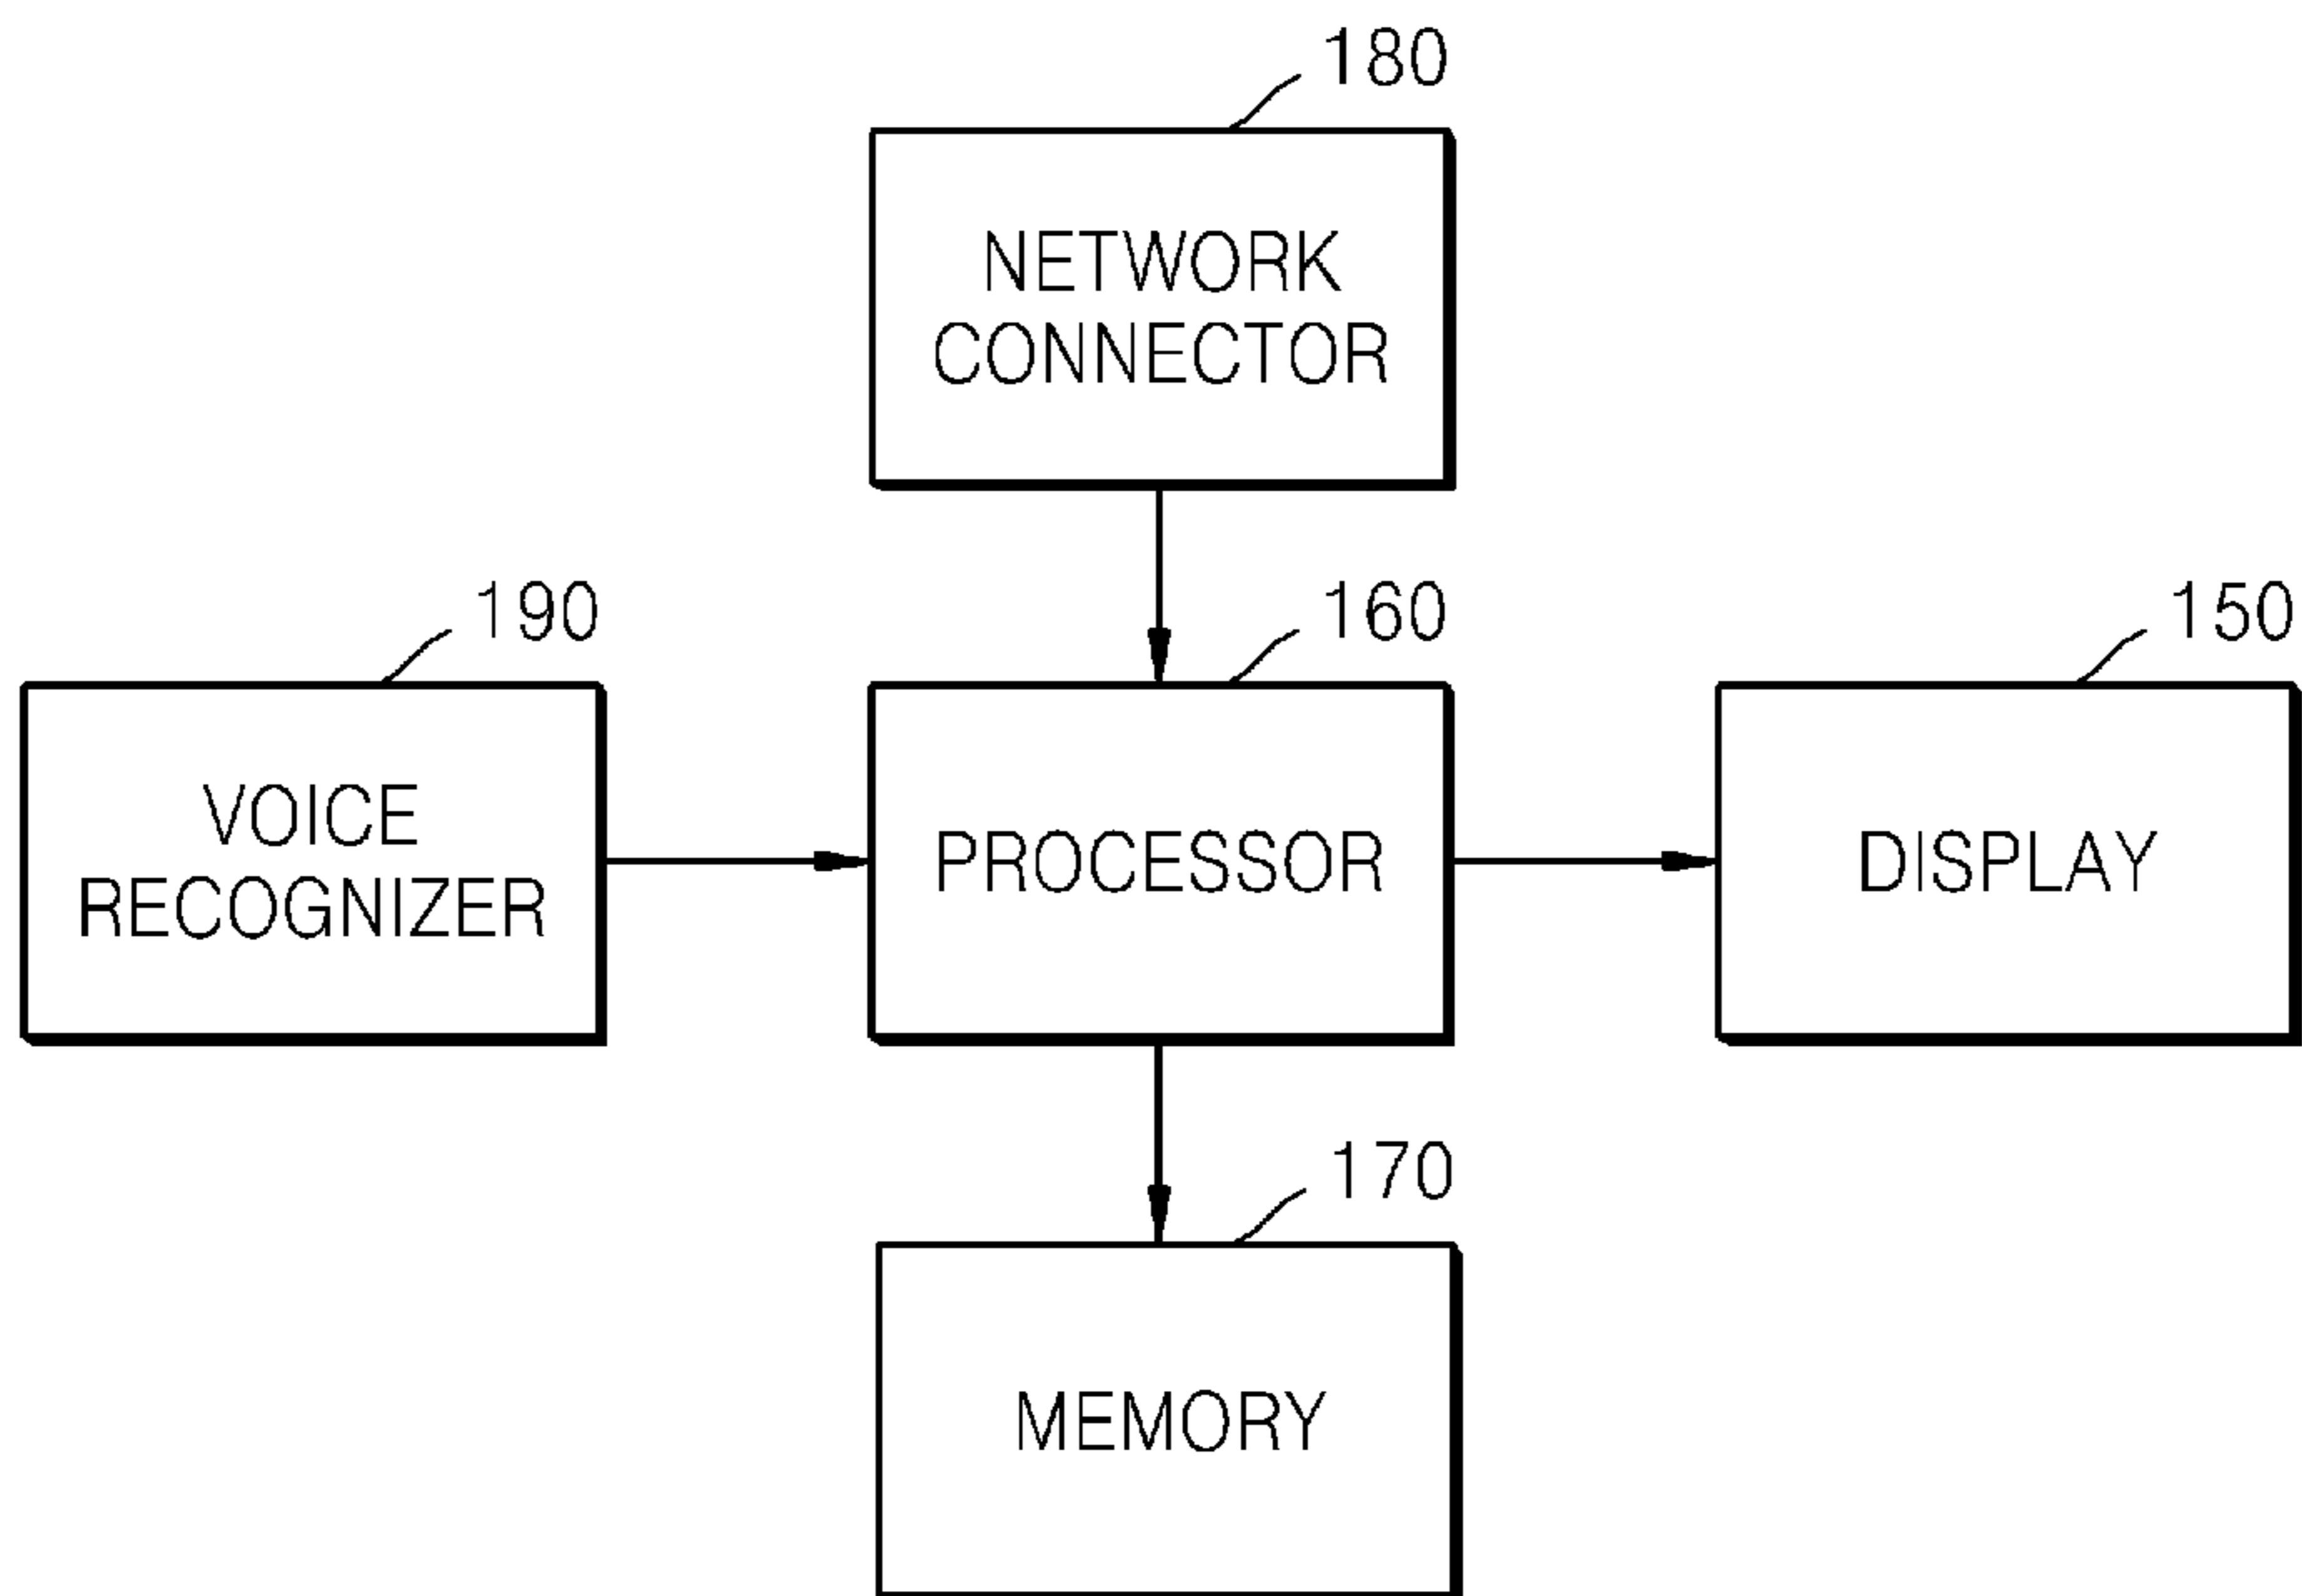 180
NETWORK
CONNECTOR
190
160
150
VOICE
RECOGNIZER
PROCESSOR
DISPLAY
170
MEMORY